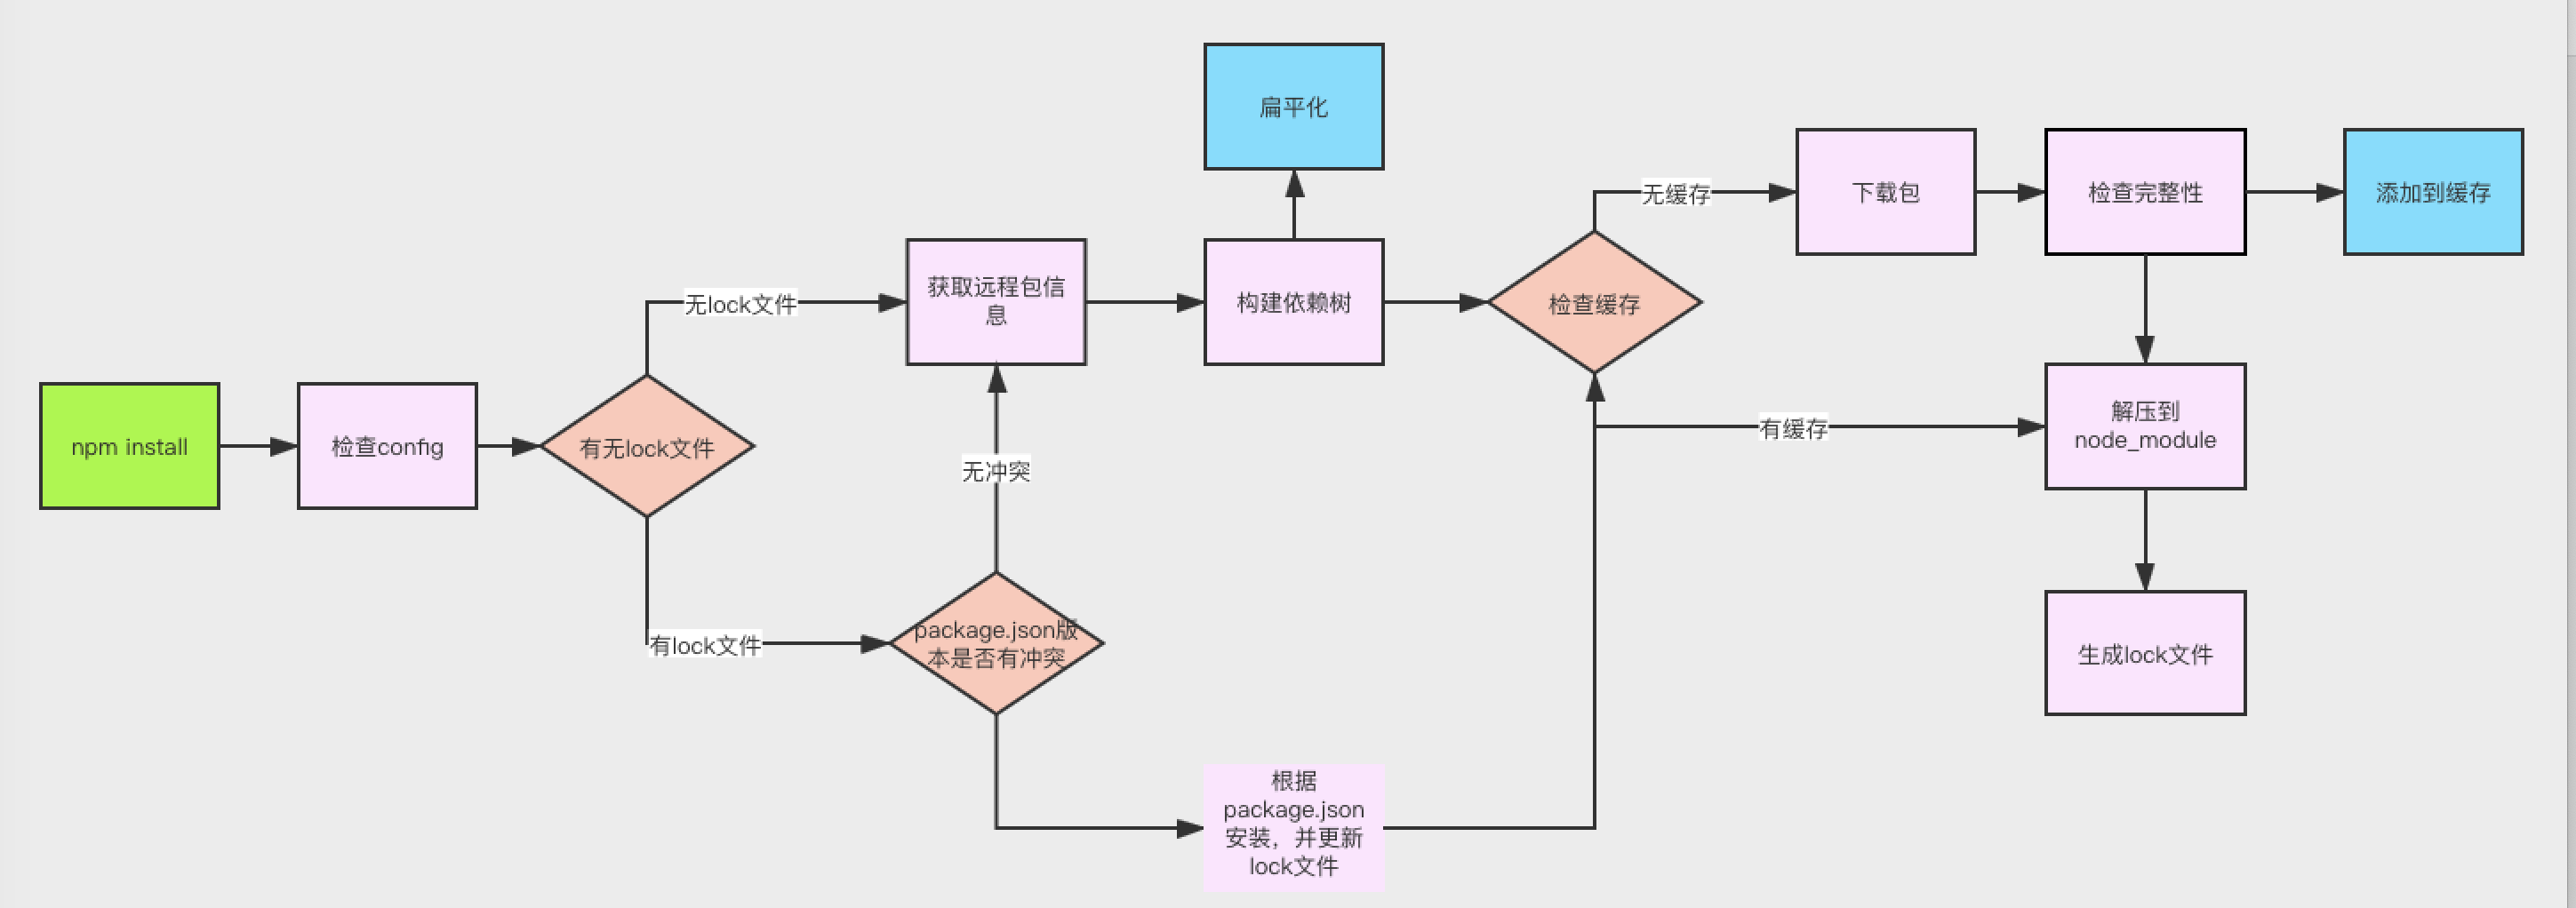 npm install
检查config
有无lock文件
无lock文件
有lock文件
获取远程包信
息
无冲突
package.json版
本是否有冲突
根据
package.json
安装，并更新
lock文件
扁平化
构建依赖树
检查缓存
无缓存
有缓存
下载包
检查完整性
添加到缓存
解压到
node_module
生成lock文件